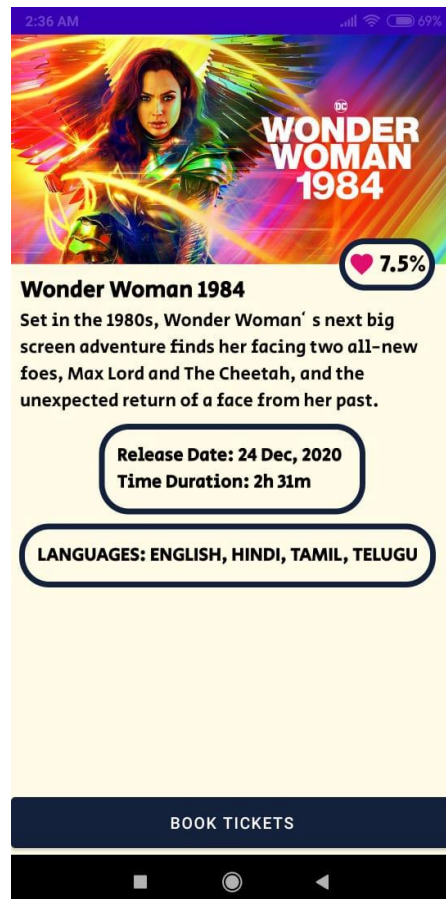 2:36 AM
69%
DC
WONDER
WOMAN
1984
7.5%
Wonder Woman 1984
Set in the 1980s, Wonder Woman‘ s next big
screen adventure finds her facing two all-new
foes, Max Lord and The Cheetah, and the
unexpected return of a face from her past.
Release Date: 24 Dec, 2020
Time Duration: 2h 31m
LANGUAGES: ENGLISH, HINDI, TAMIL, TELUGU
BOOK TICKETS